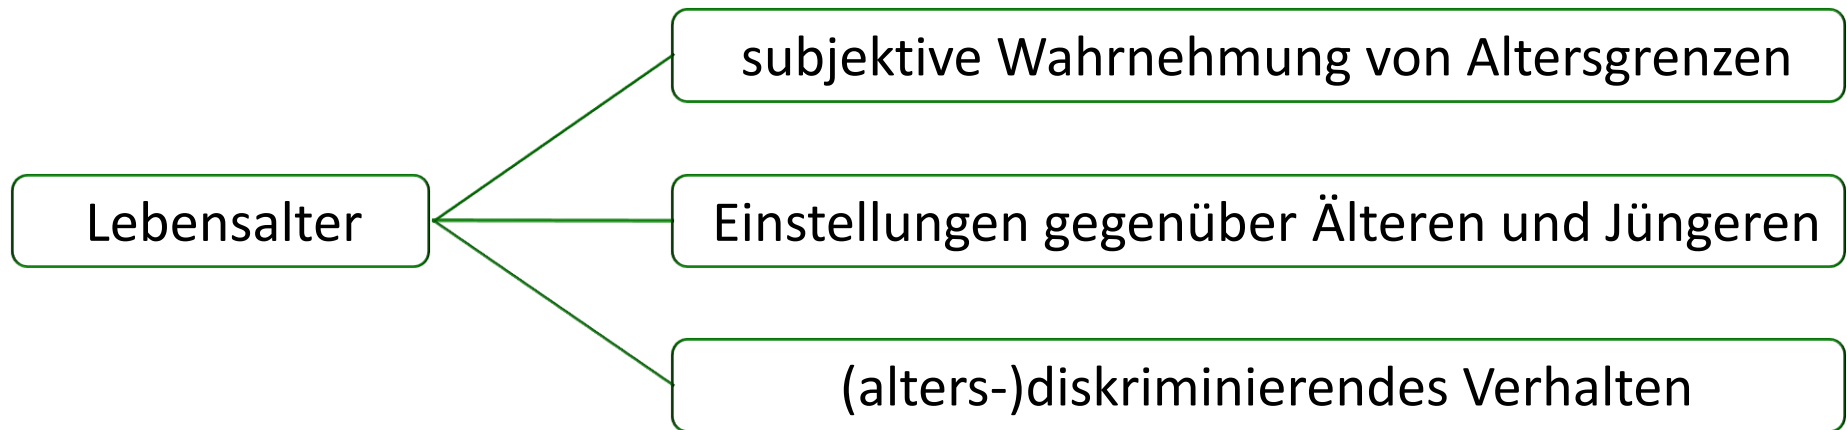 subjektive Wahrnehmung von Altersgrenzen
Lebensalter
Einstellungen gegenüber Älteren und Jüngeren
(alters-)diskriminierendes Verhalten